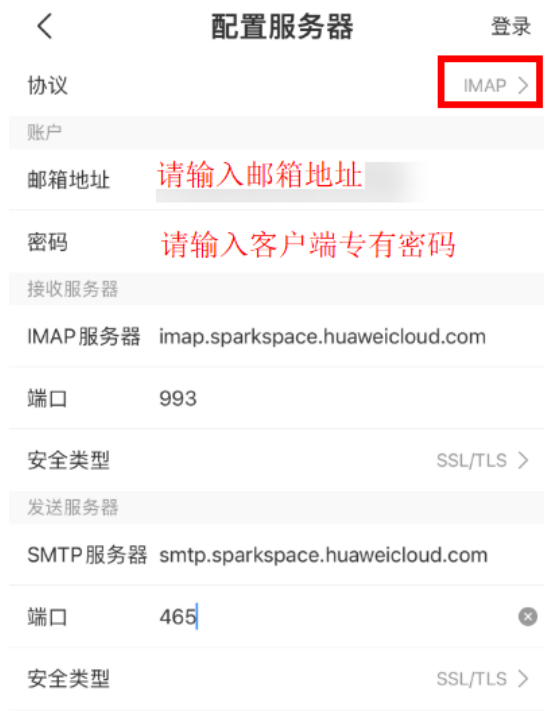 配置服务器 登录
协议 IMAP
账户
邮箱地址 请输入邮箱地址
密码 请输入客户端专有密码
接收服务器
IMAP服务器 imap.sparkspace.huaweicloud.com
端口 993
安全类型 SSL/TLS
发送服务器
SMTP服务器 smtp.sparkspace.huaweicloud.com
端口 465
安全类型 SSL/TLS